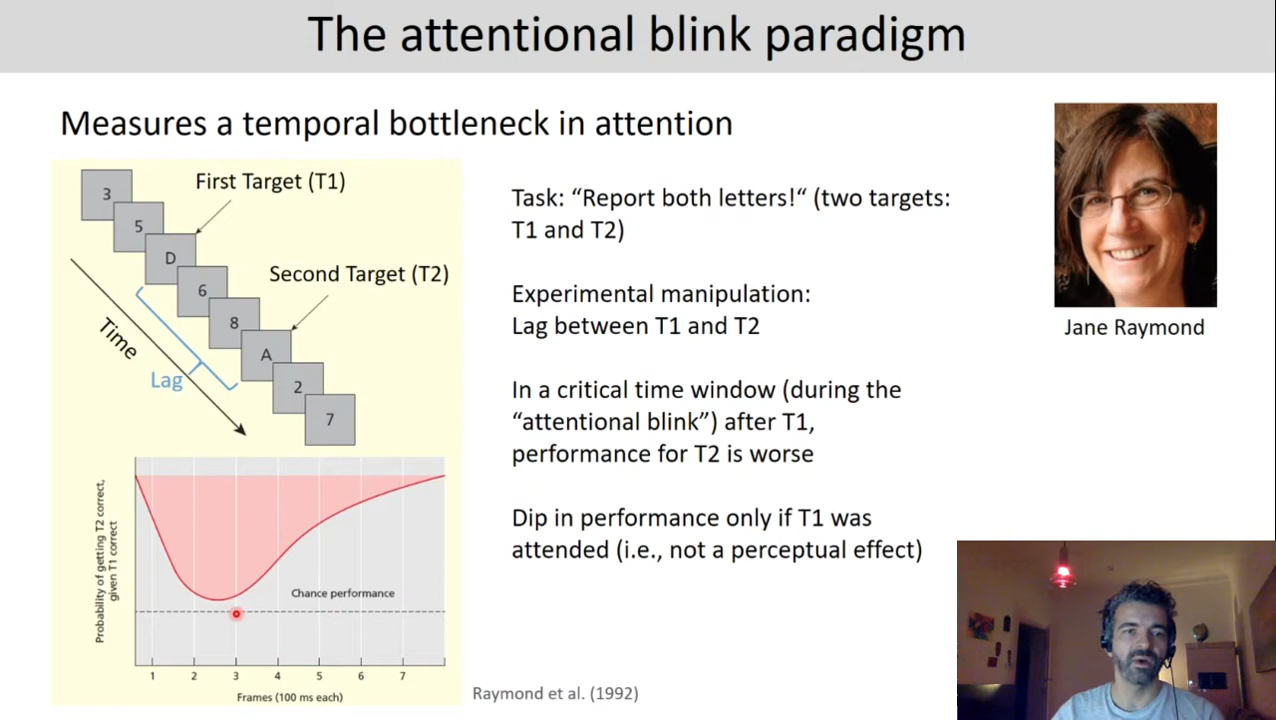 The attentional blink paradigm
Measures a temporal bottleneck in attention
3
5
D
6
8
A
2
7
First Target (T1)
Second Target (T2)
Time
Lag
Probability of getting T2 correct,
given T1 correct
Chance performance
1 2 3 4 5 6 7
Frames (100 ms each)
Task: “Report both letters!“ (two targets:
T1 and T2)
Experimental manipulation:
Lag between T1 and T2
In a critical time window (during the
“attentional blink”) after T1,
performance for T2 is worse
Dip in performance only if T1 was
attended (i.e., not a perceptual effect)
Raymond et al. (1992)
Jane Raymond